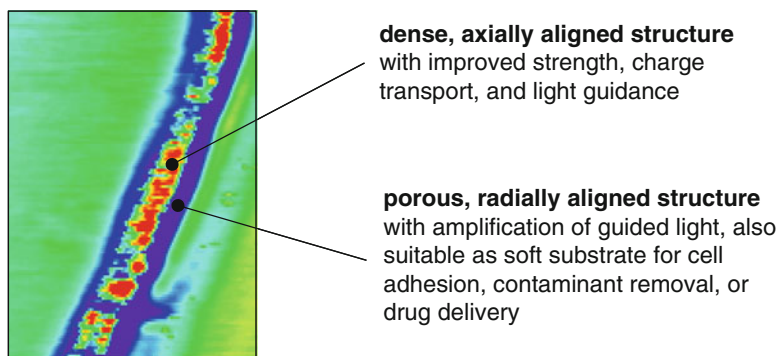 dense, axially aligned structure
with improved strength, charge
transport, and light guidance
porous, radially aligned structure
with amplification of guided light, also
suitable as soft substrate for cell
adhesion, contaminant removal, or
drug delivery